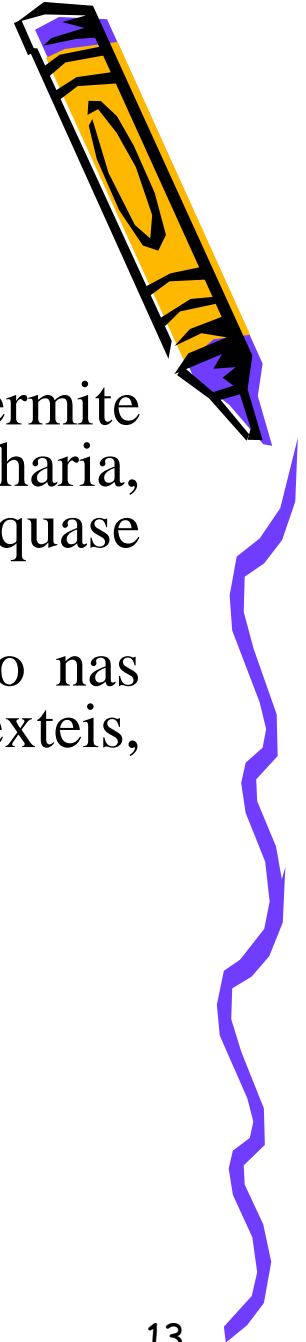 ermite
haria,
quase
o nas
exteis,
13